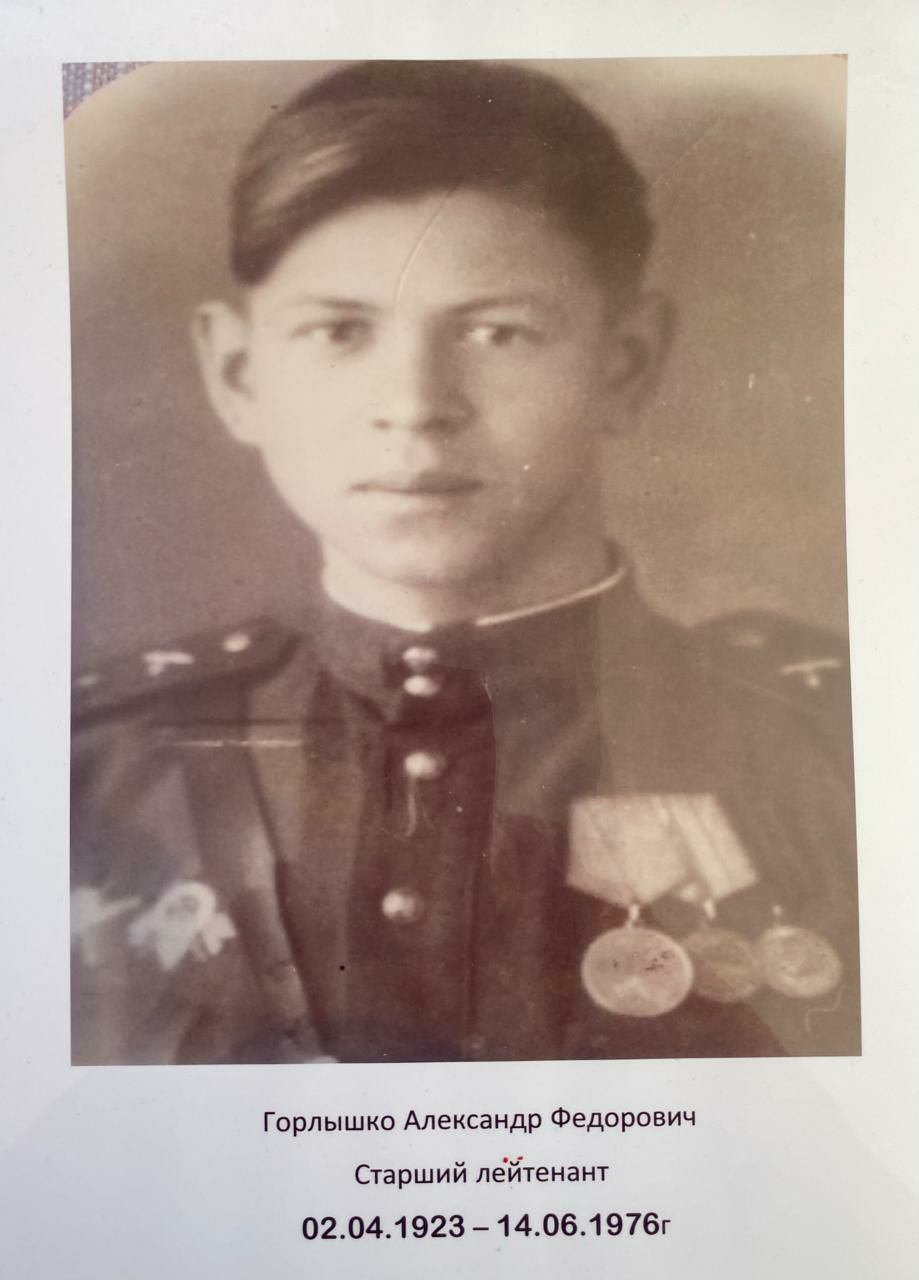 Горлышко Александр Федорович
Старший лейтенант
02.04.1923 – 14.06.1976г